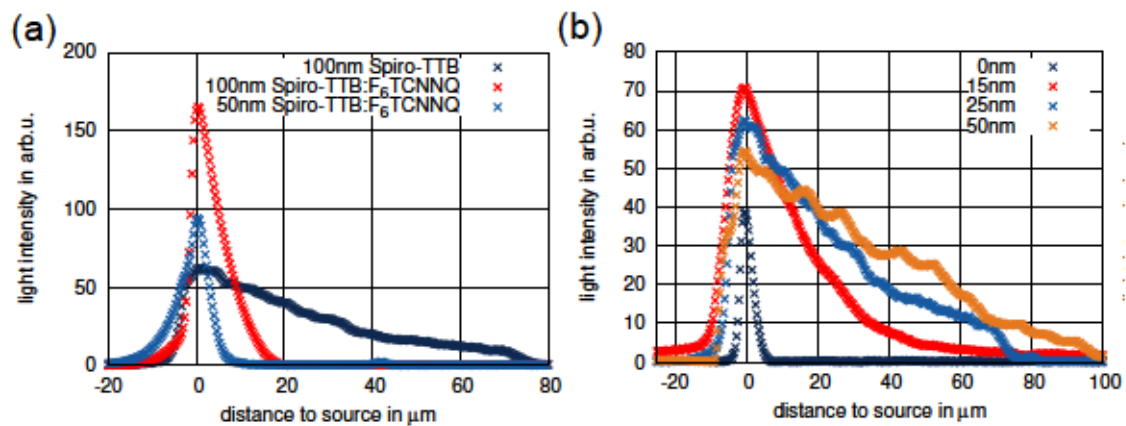 (a)
200
150
100
50
0
light intensity in arb.u.
100nm Spiro-TTB
100nm Spiro-TTB:F6TCNNQ
50nm Spiro-TTB:F6TCNNQ
-20 0 20 40 60 80
distance to source in μm
(b)
80
70
60
50
40
30
20
10
0
light intensity in arb.u.
0nm
15nm
25nm
50nm
-20 0 20 40 60 80 100
distance to source in μm